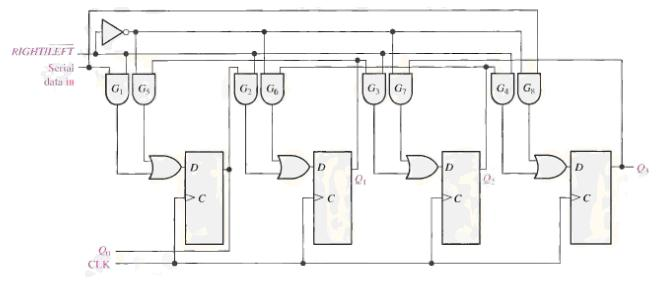 RIGHT/LEFT
Serial
data in
G₁ G₅ G₂ G₆ G₃ G₇ G₄ G₈
D D D D
Q₁ Q₂ Q₃
C C C C
Q₀
CLK